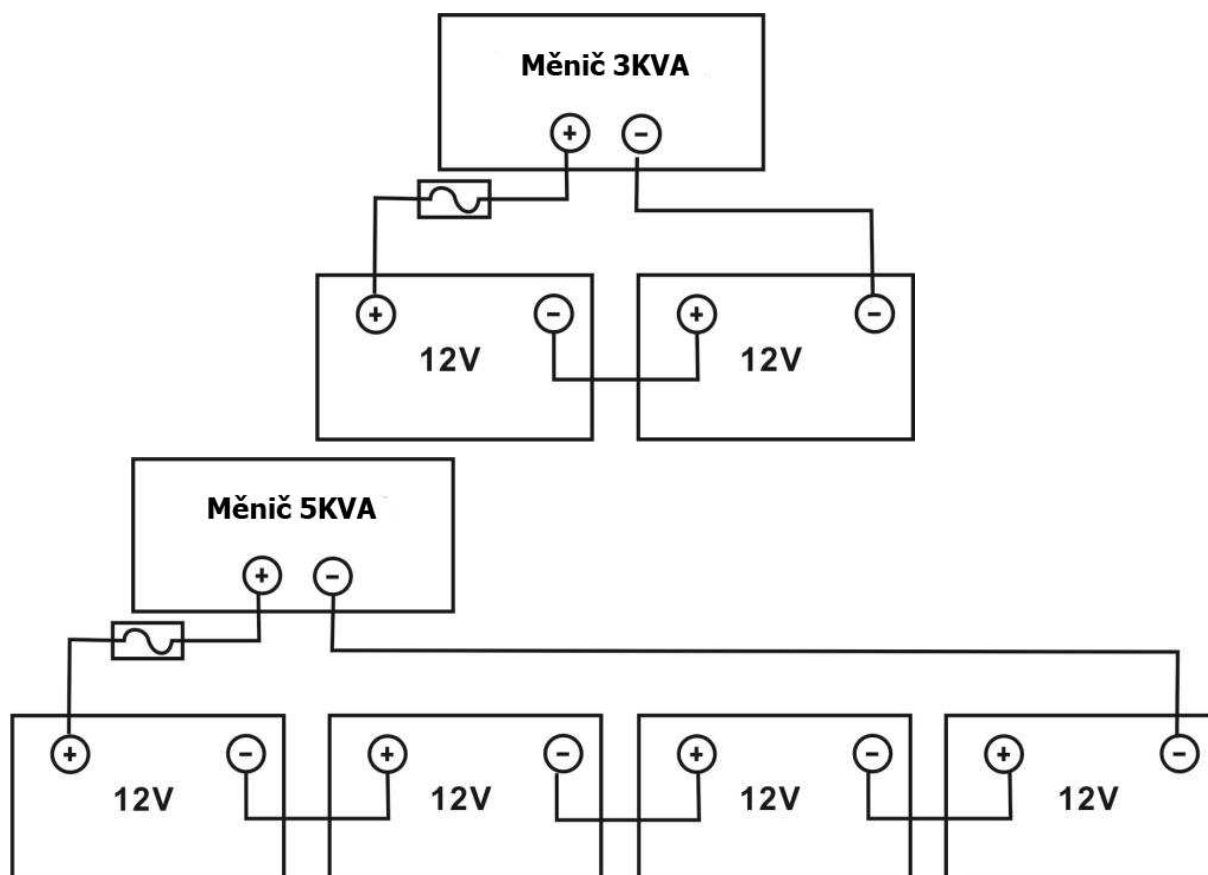 Měnič 3KVA
+ -
+ - + -
12V 12V
Měnič 5KVA
+ -
+ - + - + - + -
12V 12V 12V 12V